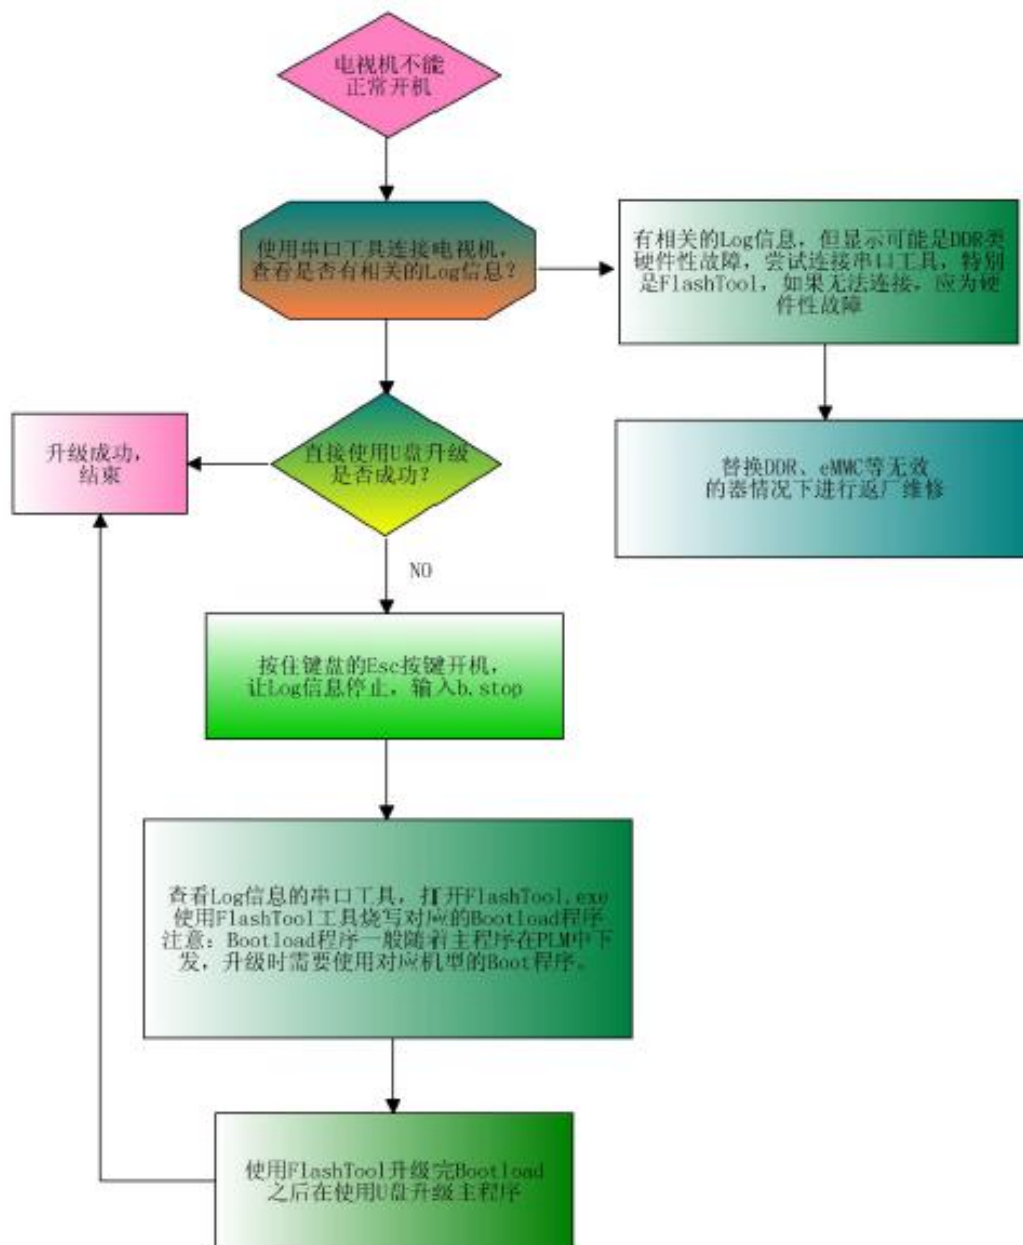 电视机不能
正常开机
使用串口工具连接电视机，
查看是否有相关的Log信息？
有相关的Log信息，但显示可能是DDR类
硬件性故障，尝试连接串口工具，特别
是FlashTool，如果无法连接，应为硬
件性故障
升级成功，
结束
直接使用U盘升级
是否成功？
替换DDR、eMMC等无效
的器情况下进行返厂维修
NO
按住键盘的Esc按键开机，
让Log信息停止，输入b.stop
查看Log信息的串口工具，打开FlashTool.exe
使用FlashTool工具烧写对应的Bootload程序
注意：Bootload程序一般随着主程序在PLM中下
发，升级时需要使用对应机型的Boot程序。
使用FlashTool升级完Bootload
之后在使用U盘升级主程序